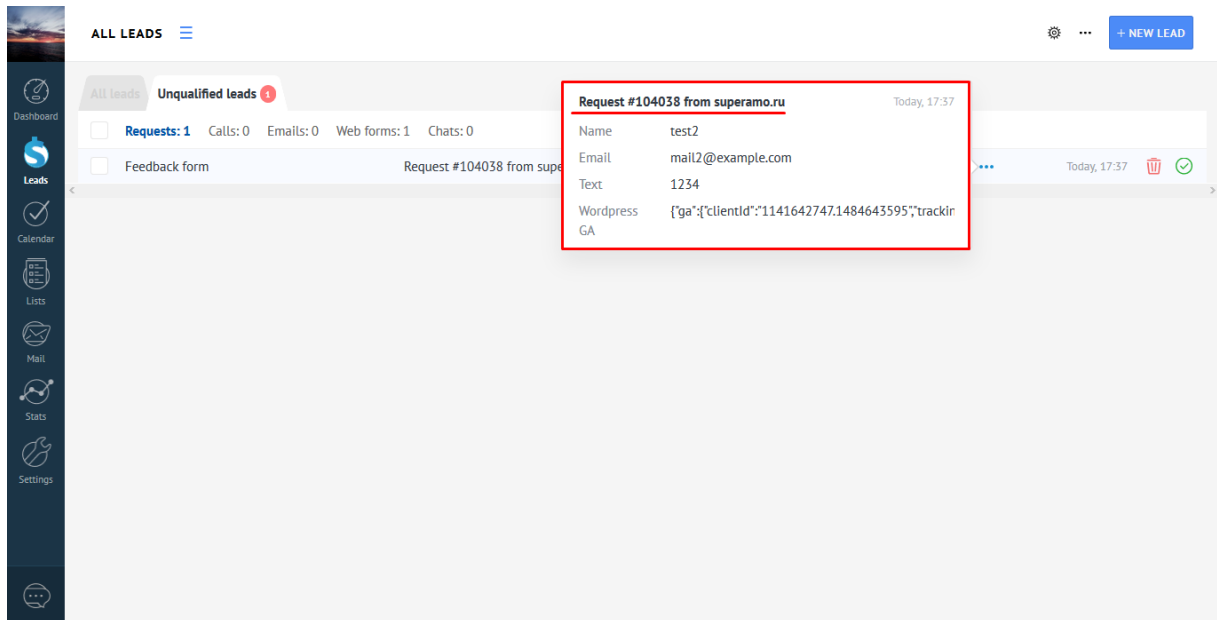 ALL LEADS
+ NEW LEAD
All leads
Unqualified leads 1
Requests: 1 Calls: 0 Emails: 0 Web forms: 1 Chats: 0
Feedback form Request #104038 from supe
Today, 17:37
Request #104038 from superamo.ru Today, 17:37
Name test2
Email mail2@example.com
Text 1234
Wordpress {"ga":{"clientId":"1141642747.1484643595","trackin
GA
Dashboard
Leads
Calendar
Lists
Mail
Stats
Settings